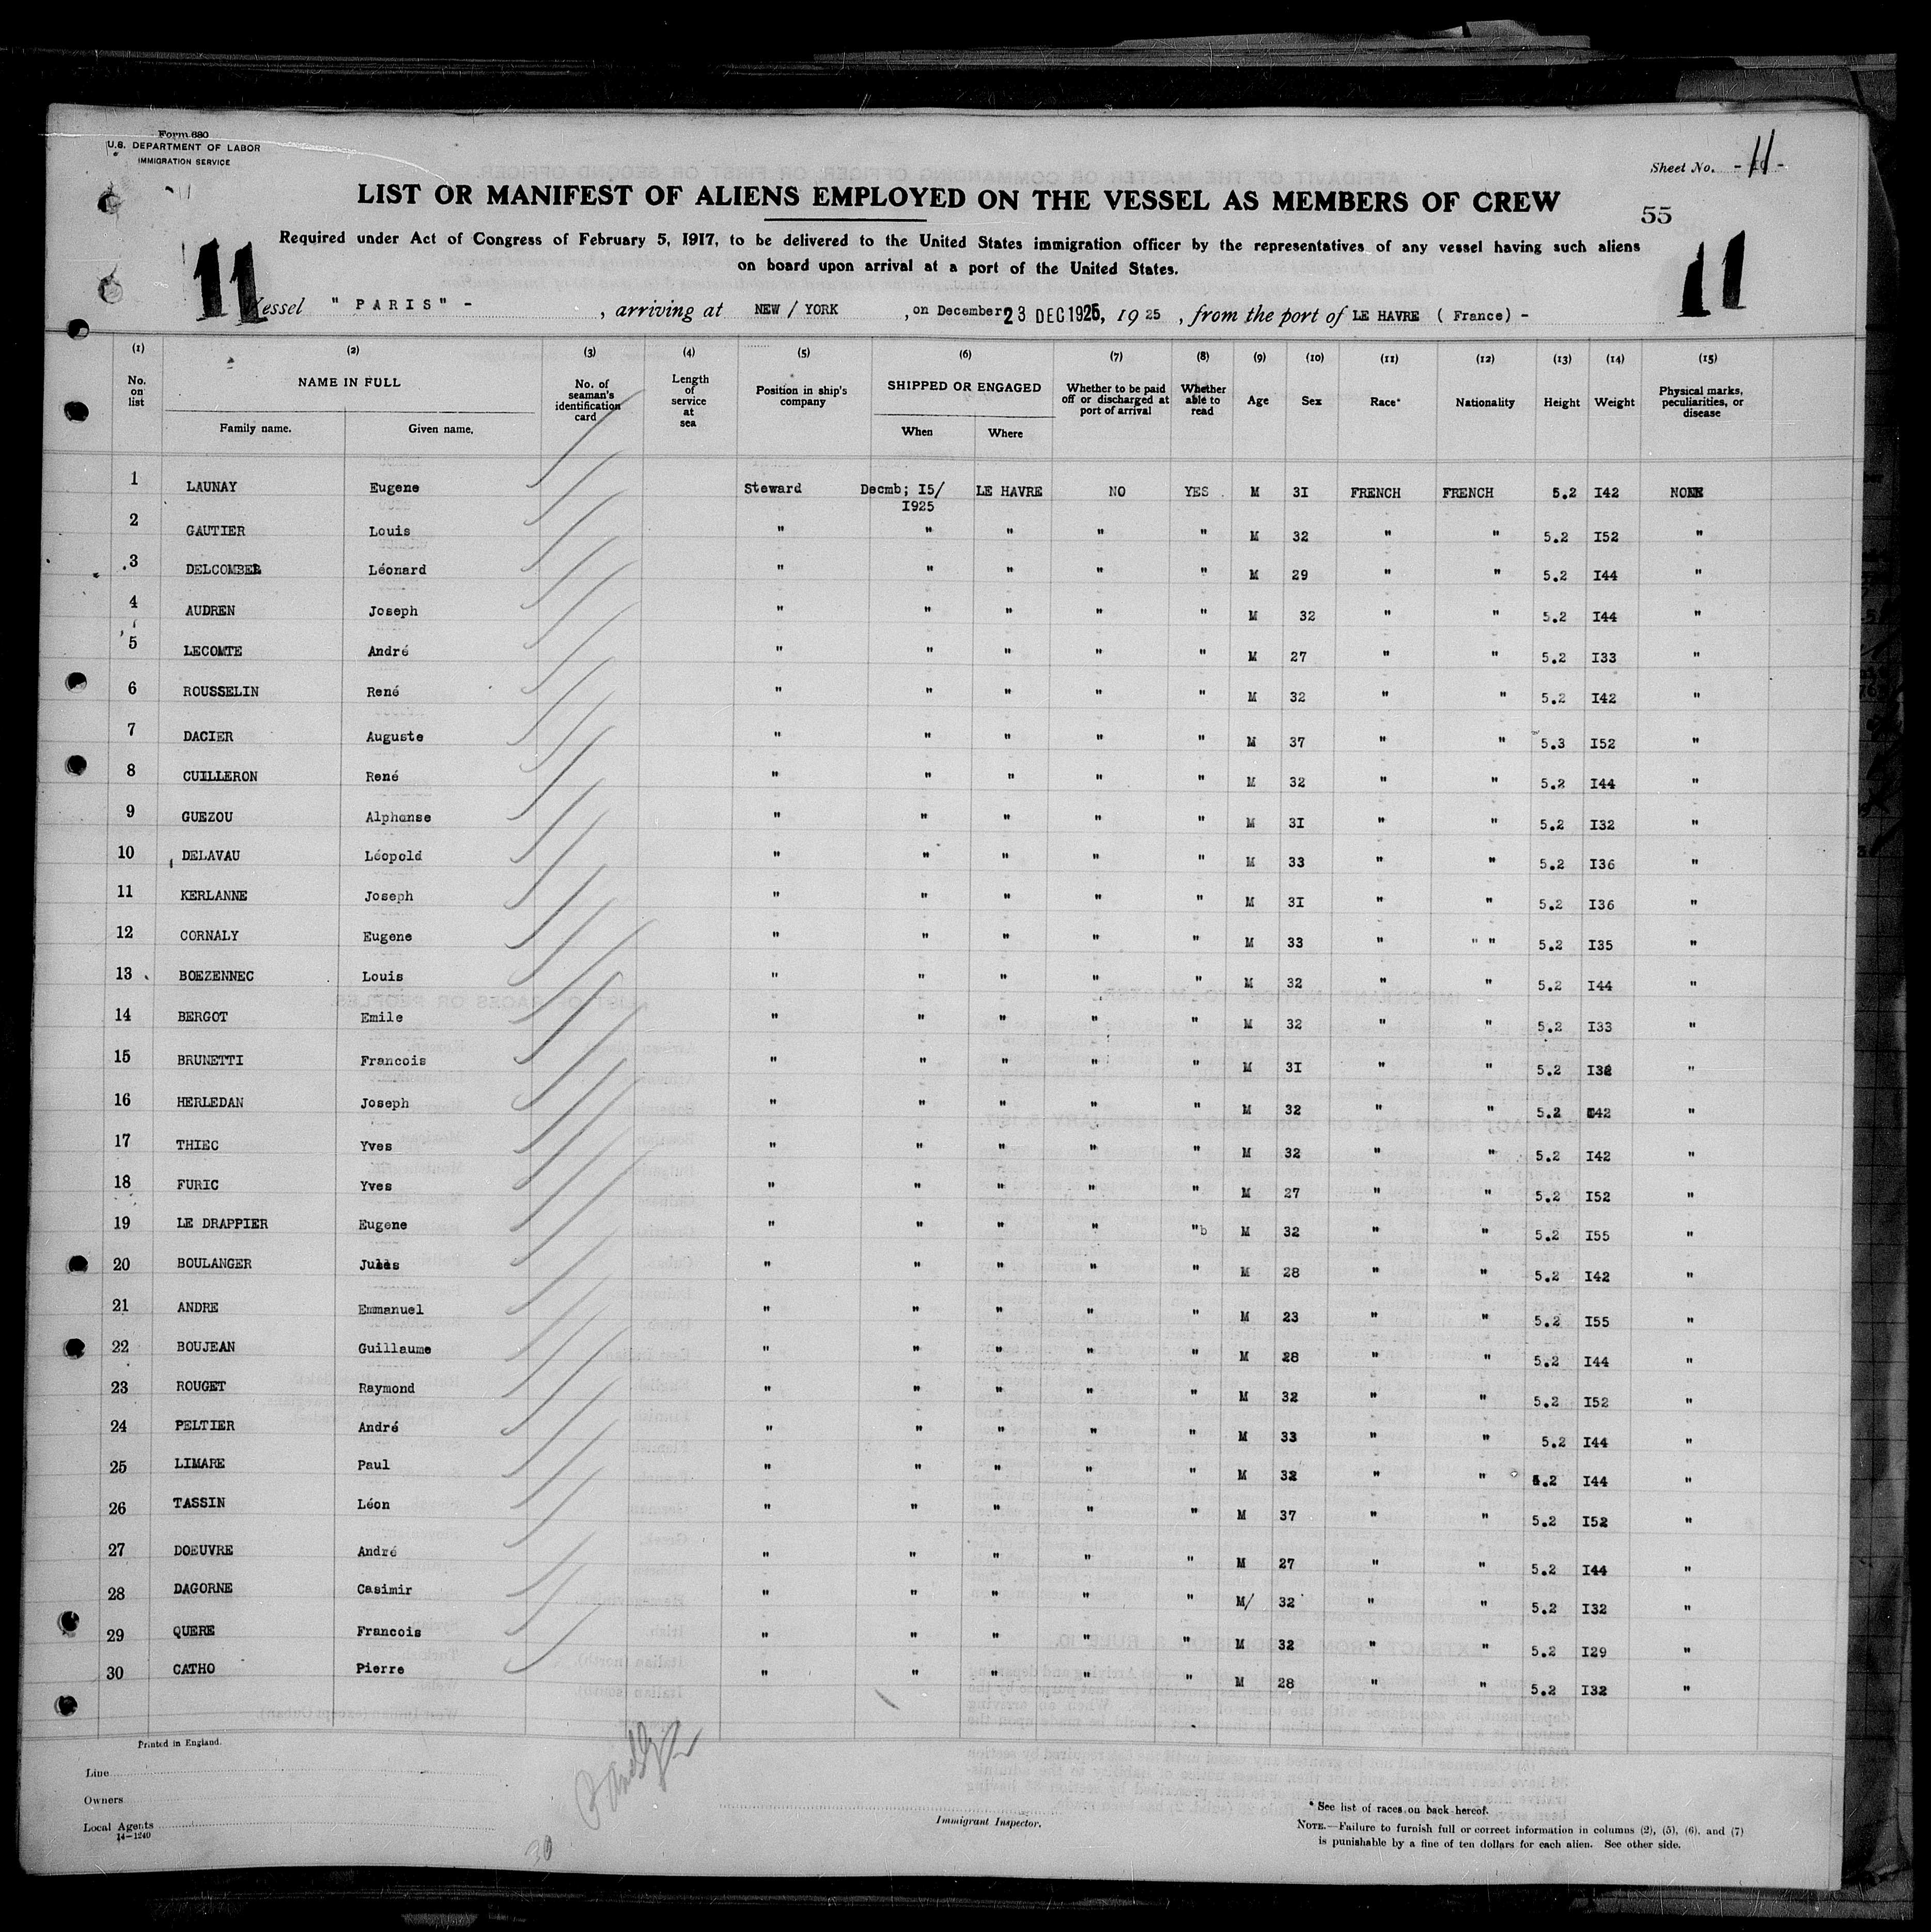 Form 680
U.S. DEPARTMENT OF LABOR
IMMIGRATION SERVICE
Sheet No. - 11 -
LIST OR MANIFEST OF ALIENS EMPLOYED ON THE VESSEL AS MEMBERS OF CREW
55
Required under Act of Congress of February 5, 1917, to be delivered to the United States immigration officer by the representatives of any vessel having such aliens
on board upon arrival at a port of the United States.
11 11
Vessel " PARIS " - , arriving at NEW / YORK , on December 23 DEC 1925, 1925 , from the port of LE HAVRE ( France) -
(1) (2) (3) (4) (5) (6) (7) (8) (9) (10) (11) (12) (13) (14) (15)
No. on list NAME IN FULL Family name. Given name. No. of seaman's identification card Length of service at sea Position in ship's company SHIPPED OR ENGAGED When Where Whether to be paid off or discharged at port of arrival Whether able to read Age Sex Race* Nationality Height Weight Physical marks, peculiarities, or disease
1 LAUNAY Eugene Steward Decmb; I5/ I925 LE HAVRE NO YES M 3I FRENCH FRENCH 5.2 I42 NONE
2 GAUTIER Louis " " " " " M 32 " " 5.2 I52 "
3 DELCOMBEL Léonard " " " " " M 29 " " 5.2 I44 "
4 AUDREN Joseph " " " " " M 32 " " 5.2 I44 "
5 LECOMTE André " " " " " M 27 " " 5.2 I33 "
6 ROUSSELIN René " " " " " M 32 " " 5.2 I42 "
7 DACIER Auguste " " " " " M 37 " " 5.3 I52 "
8 CUILLERON René " " " " " M 32 " " 5.2 I44 "
9 GUEZOU Alphonse " " " " " M 3I " " 5.2 I32 "
10 DELAVAU Léopold " " " " " M 33 " " 5.2 I36 "
11 KERLANNE Joseph " " " " " M 3I " " 5.2 I36 "
12 CORNALY Eugene " " " " " M 33 " " " 5.2 I35 "
13 BOEZENNEC Louis " " " " " M 32 " " 5.2 I44 "
14 BERGOT Emile " " " " " M 32 " " 5.2 I33 "
15 BRUNETTI Francois " " " " " M 3I " " 5.2 I32 "
16 HERLEDAN Joseph " " " " " M 32 " " 5.2 I42 "
17 THIEC Yves " " " " " M 32 " " 5.2 I42 "
18 FURIC Yves " " " " " M 27 " " 5.2 I52 "
19 LE DRAPPIER Eugene " " " " "b M 32 " " 5.2 I55 "
20 BOULANGER Jules " " " " " M 28 " " 5.2 I42 "
21 ANDRE Emmanuel " " " " " M 23 " " 5.2 I55 "
22 BOUJEAN Guillaume " " " " " M 28 " " 5.2 I44 "
23 ROUGET Raymond " " " " " M 32 " " 5.2 I52 "
24 PELTIER André " " " " " M 33 " " 5.2 I44 "
25 LIMARE Paul " " " " " M 32 " " 5.2 I44 "
26 TASSIN Léon " " " " " M 37 " " 5.2 I52 "
27 DOEUVRE André " " " " " M 27 " " 5.2 I44 "
28 DAGORNE Casimir " " " " " M/ 32 " " 5.2 I32 "
29 QUERE Francois " " " " " M 32 " " 5.2 I29 "
30 CATHO Pierre " " " " " M 28 " " 5.2 I32 "
Printed in England.
Line
Owners
Local Agents
14-1240
30
Immigrant Inspector.
* See list of races on back hereof.
NOTE.—Failure to furnish full or correct information in columns (2), (5), (6), and (7)
is punishable by a fine of ten dollars for each alien. See other side.